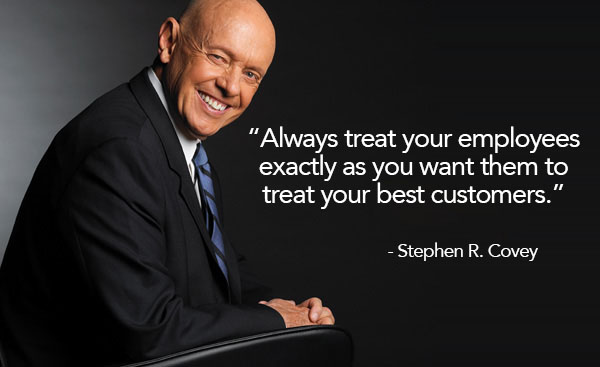 “Always treat your employees
exactly as you want them to
treat your best customers.”
- Stephen R. Covey